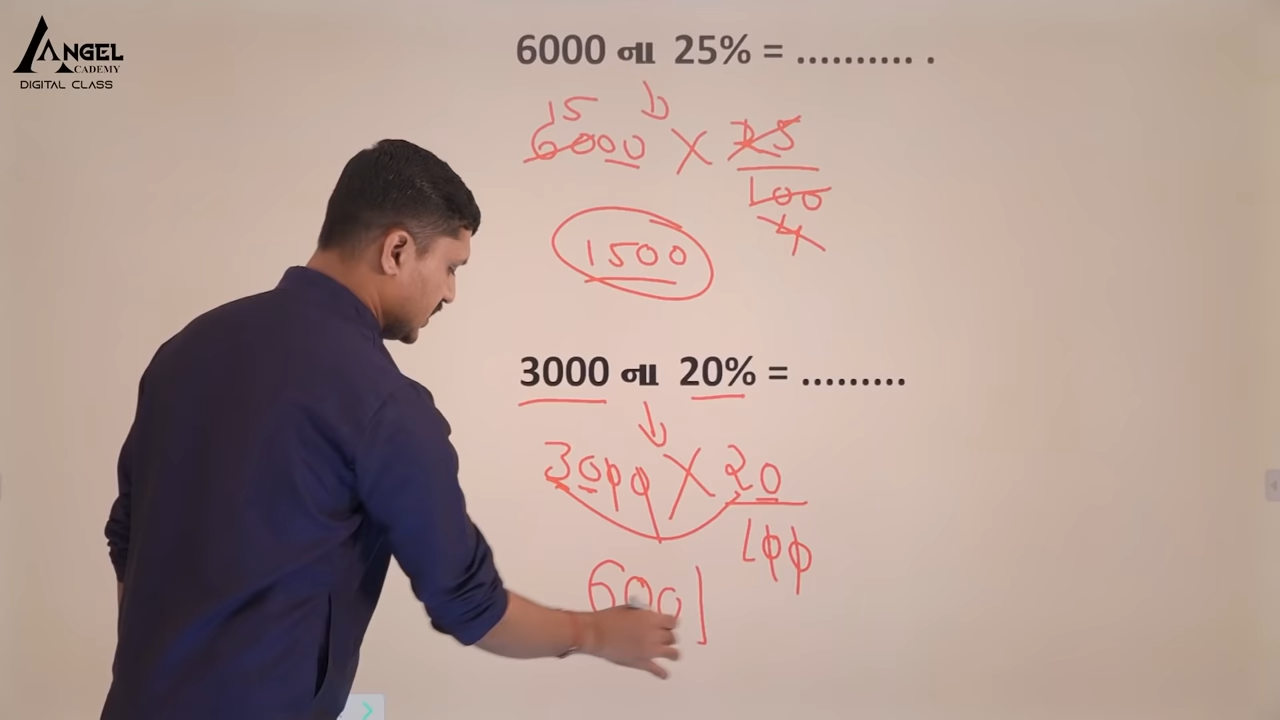 ANGEL
ACADEMY
DIGITAL CLASS
6000 ના 25% = .......... .
15
6000 X 25
100
4
1500
3000 ના 20% = .........
3000 X 20
100
600